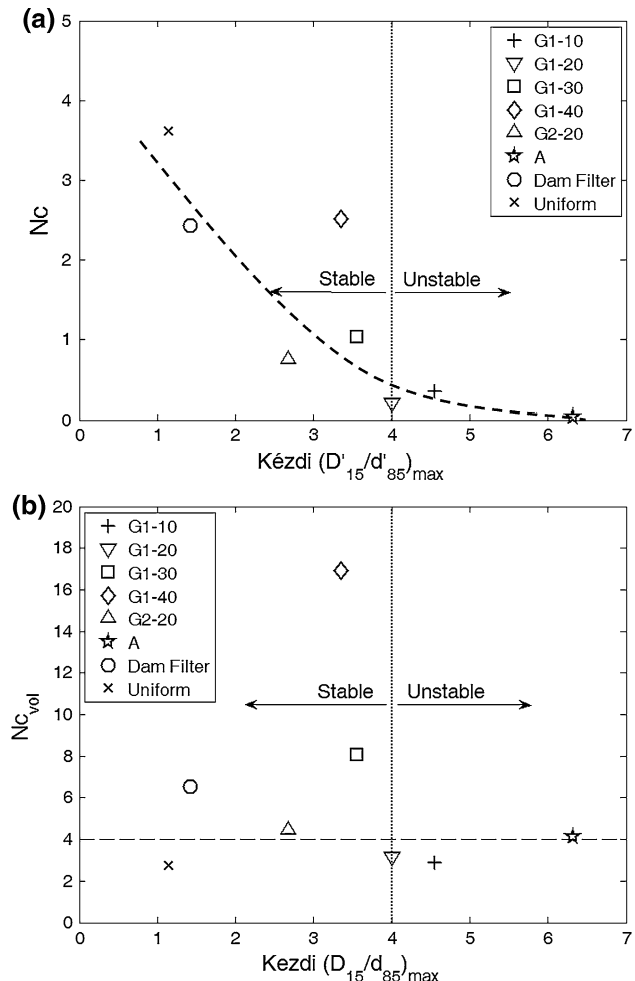 (a)
5
4
3
2
1
0
Nc
G1-10
G1-20
G1-30
G1-40
G2-20
A
Dam Filter
Uniform
Stable
Unstable
0 1 2 3 4 5 6 7
Kézdi (D'15/d'85)max
(b)
20
18
16
14
12
10
8
6
4
2
0
Ncvol
G1-10
G1-20
G1-30
G1-40
G2-20
A
Dam Filter
Uniform
Stable
Unstable
0 1 2 3 4 5 6 7
Kezdi (D15/d85)max